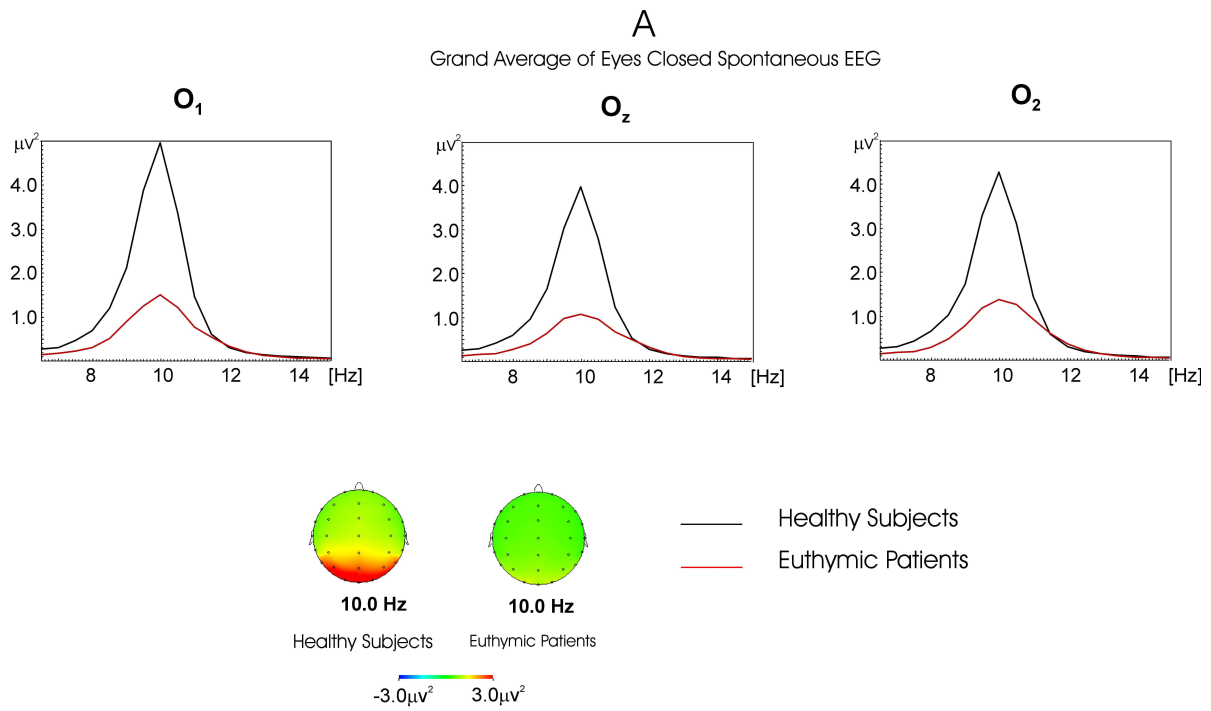 A
Grand Average of Eyes Closed Spontaneous EEG
O1
Oz
O2
μV²
4.0
3.0
2.0
1.0
8 10 12 14 [Hz]
μV²
4.0
3.0
2.0
1.0
8 10 12 14 [Hz]
μV²
4.0
3.0
2.0
1.0
8 10 12 14 [Hz]
10.0 Hz
Healthy Subjects
10.0 Hz
Euthymic Patients
-3.0μv² 3.0μv²
Healthy Subjects
Euthymic Patients